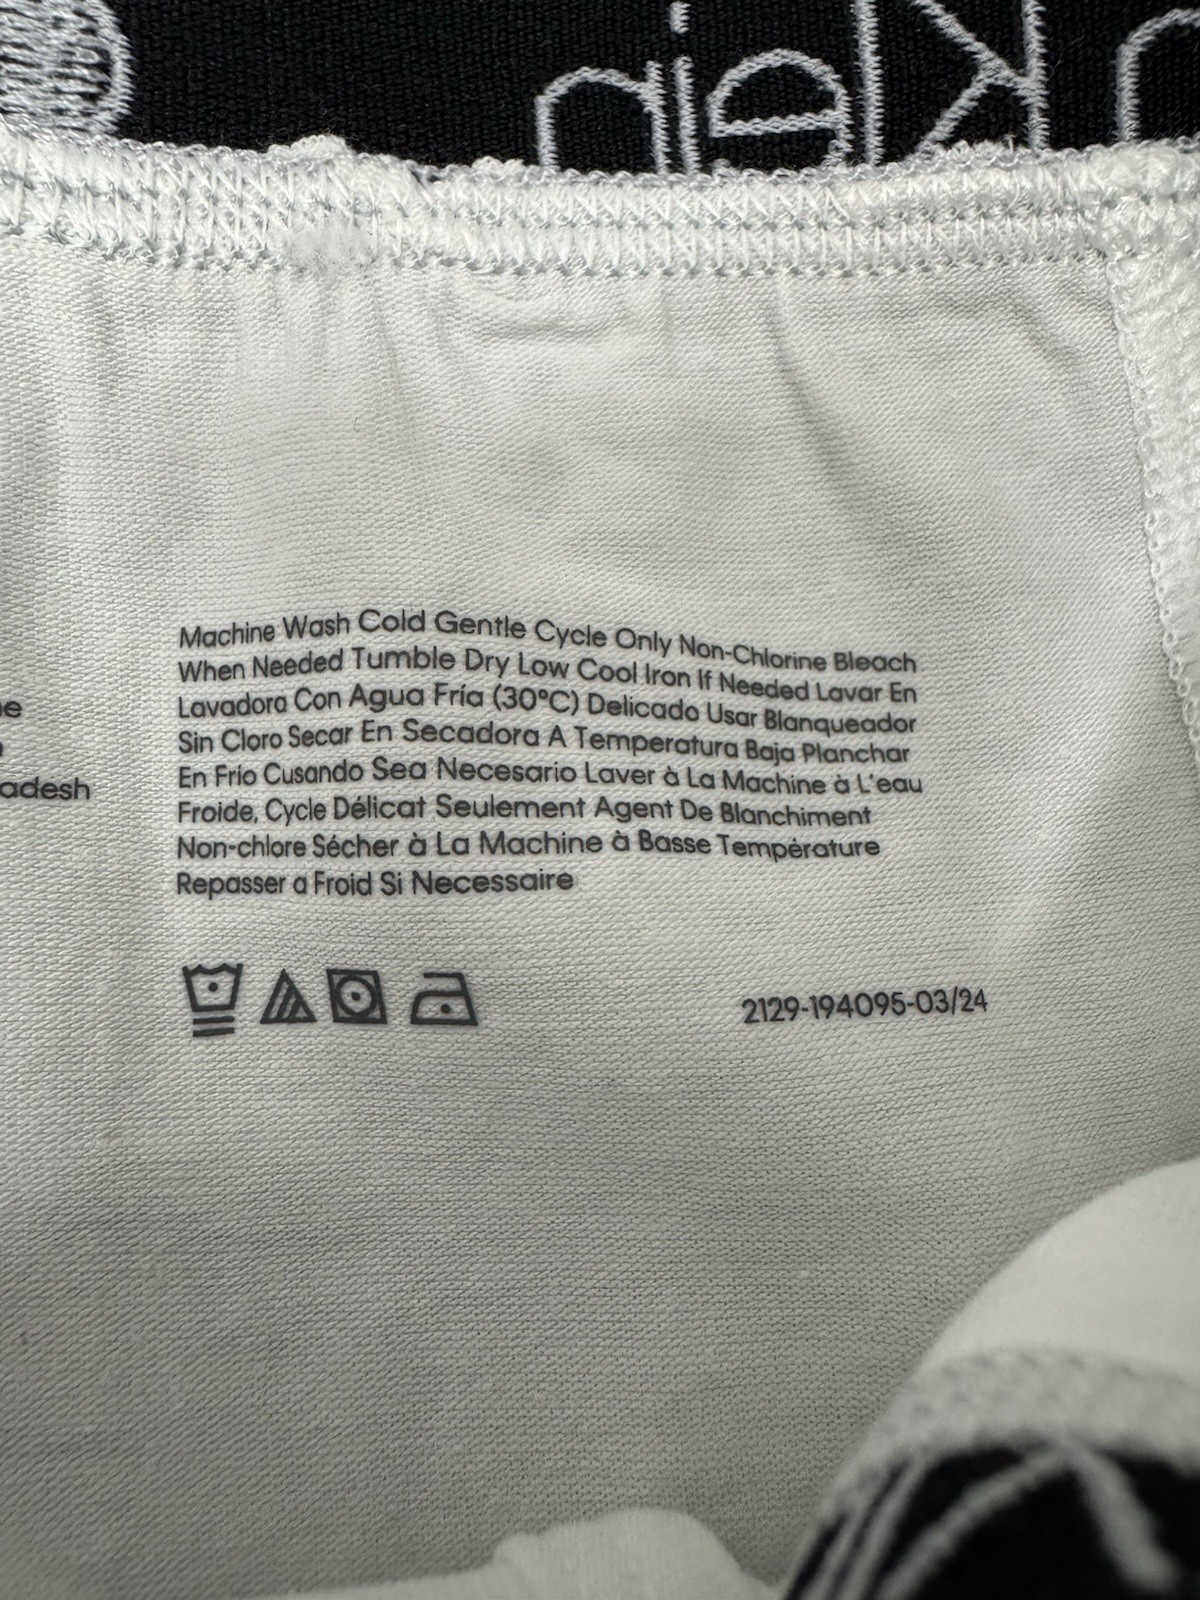 Klein
Machine Wash Cold Gentle Cycle Only Non-Chlorine Bleach
When Needed Tumble Dry Low Cool Iron If Needed Lavar En
Lavadora Con Agua Fría (30°C) Delicado Usar Blanqueador
Sin Cloro Secar En Secadora A Temperatura Baja Planchar
En Frio Cusando Sea Necesario Laver à La Machine à L'eau
Froide, Cycle Délicat Seulement Agent De Blanchiment
Non-chlore Sécher à La Machine à Basse Température
Repasser a Froid Si Necessaire
adesh
2129-194095-03/24